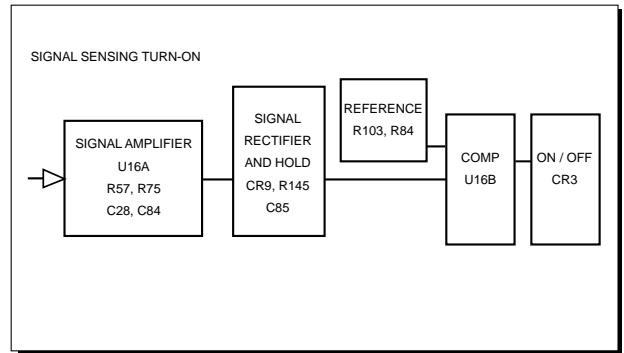 SIGNAL SENSING TURN-ON
SIGNAL AMPLIFIER
U16A
R57, R75
C28, C84
SIGNAL
RECTIFIER
AND HOLD
CR9, R145
C85
REFERENCE
R103, R84
COMP
U16B
ON / OFF
CR3